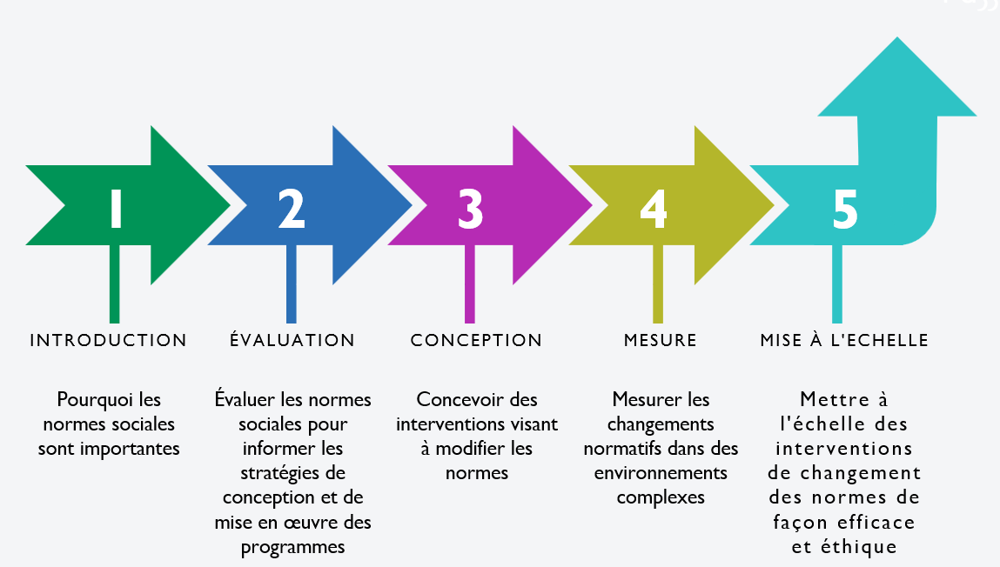 1
2
3
4
5
INTRODUCTION
ÉVALUATION
CONCEPTION
MESURE
MISE À L'ECHELLE
Pourquoi les
normes sociales
sont importantes
Évaluer les normes
sociales pour
informer les
stratégies de
conception et de
mise en œuvre des
programmes
Concevoir des
interventions visant
à modifier les
normes
Mesurer les
changements
normatifs dans des
environnements
complexes
Mettre à
l'échelle des
interventions
de changement
des normes de
façon efficace
et éthique